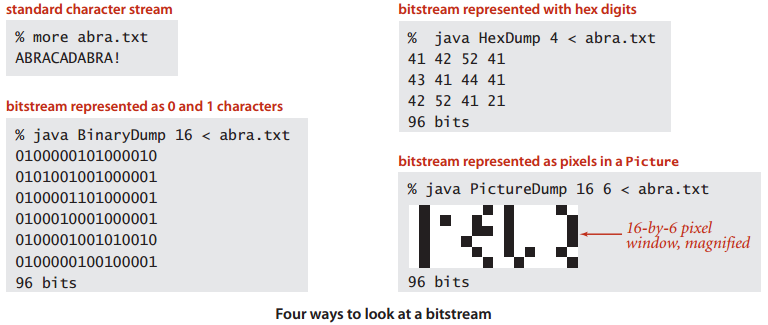 standard character stream
% more abra.txt
ABRACADABRA!
bitstream represented as 0 and 1 characters
% java BinaryDump 16 < abra.txt
0100000101000010
0101001001000001
0100001101000001
0100010001000001
0100001001010010
0100000100100001
96 bits
bitstream represented with hex digits
%  java HexDump 4 < abra.txt
41 42 52 41
43 41 44 41
42 52 41 21
96 bits
bitstream represented as pixels in a Picture
% java PictureDump 16 6 < abra.txt
16-by-6 pixel
window, magnified
96 bits
Four ways to look at a bitstream